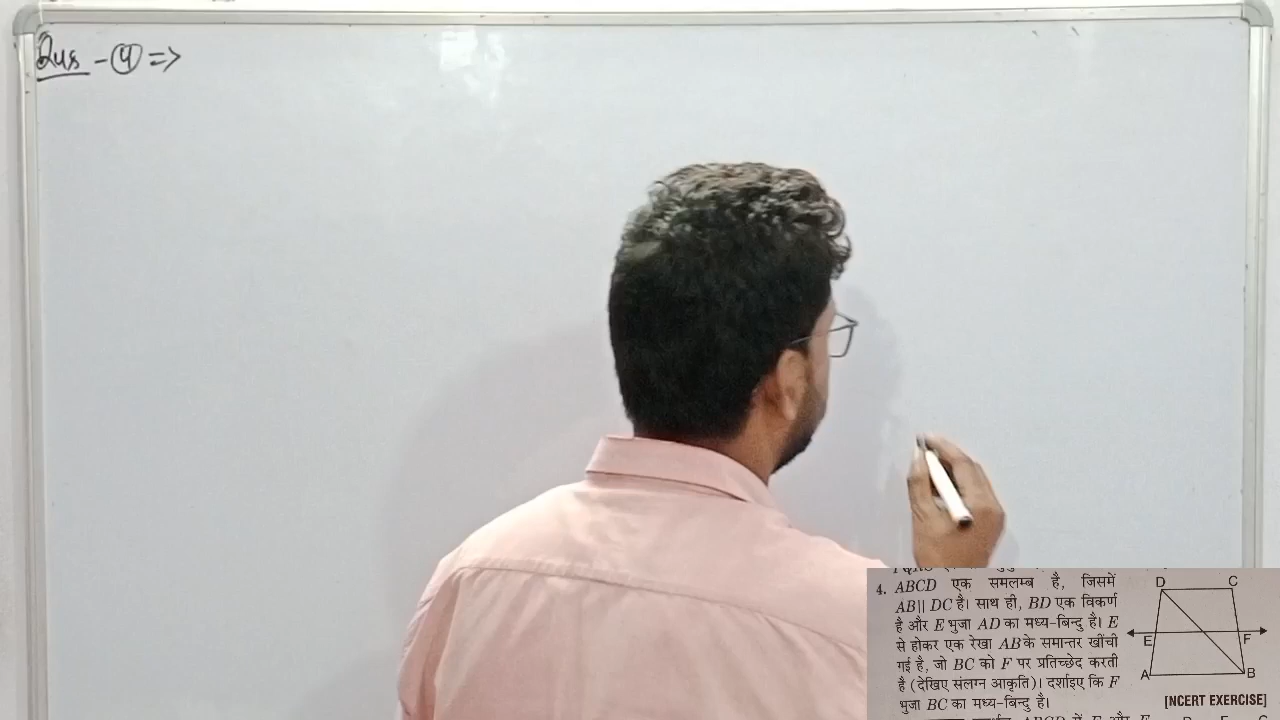 Qus - (4) =>
4. ABCD एक समलम्ब है, जिसमें
AB|| DC है। साथ ही, BD एक विकर्ण
है और E भुजा AD का मध्य-बिन्दु है। E
से होकर एक रेखा AB के समान्तर खींची
गई है, जो BC को F पर प्रतिच्छेद करती
है (देखिए संलग्न आकृति)। दर्शाइए कि F
भुजा BC का मध्य-बिन्दु है।
D C
E F
A B
[NCERT EXERCISE]